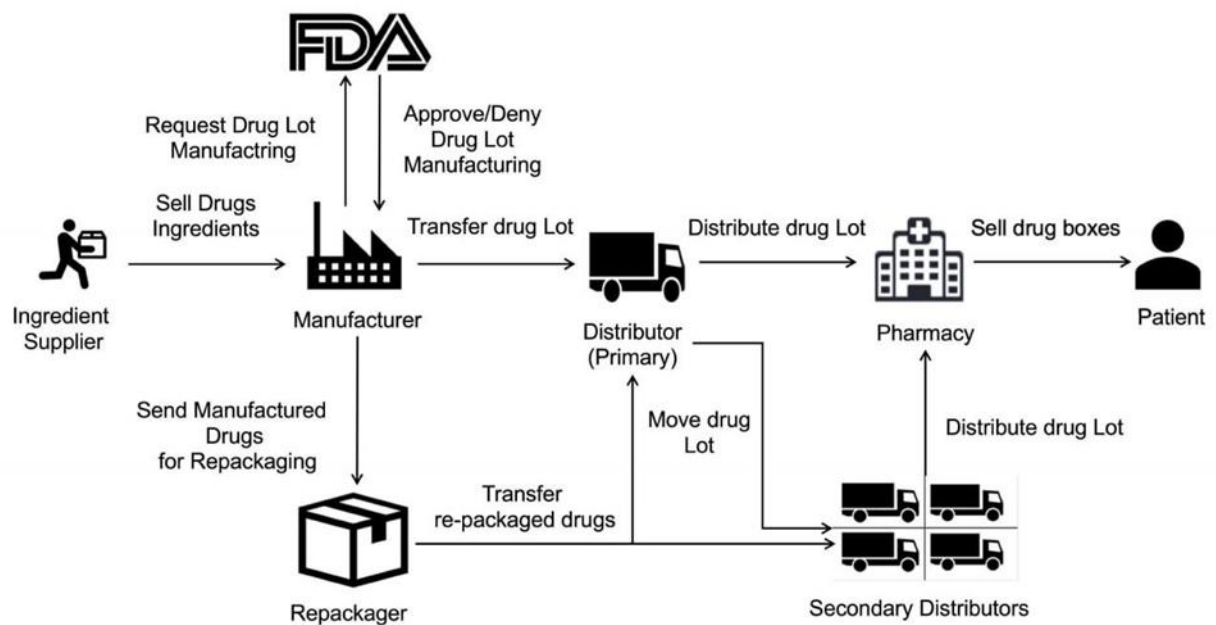 FDA
Request Drug Lot
Manufactring
Approve/Deny
Drug Lot
Manufacturing
Sell Drugs
Ingredients
Transfer drug Lot
Distribute drug Lot
Sell drug boxes
Ingredient
Supplier
Manufacturer
Distributor
(Primary)
Pharmacy
Patient
Send Manufactured
Drugs
for Repackaging
Move drug
Lot
Distribute drug Lot
Transfer
re-packaged drugs
Repackager
Secondary Distributors